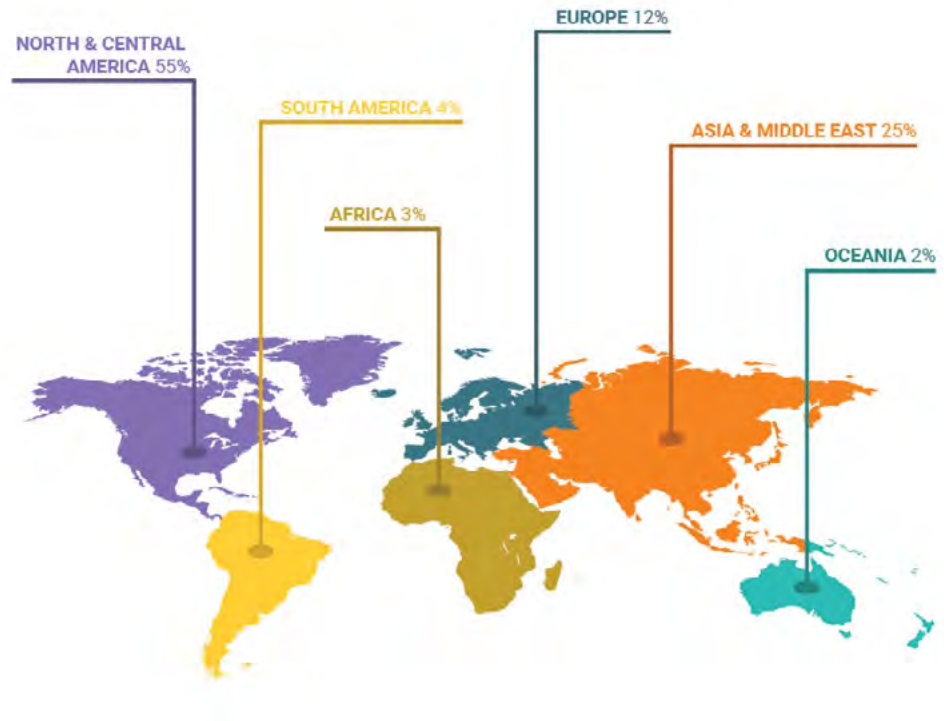 EUROPE 12%
NORTH & CENTRAL
AMERICA 55%
SOUTH AMERICA 4%
ASIA & MIDDLE EAST 25%
AFRICA 3%
OCEANIA 2%